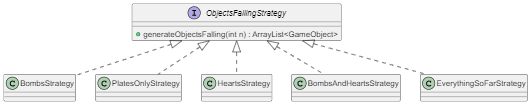 I ObjectsFallingStrategy
generateObjectsFalling(int n) : ArrayList<GameObject>
C BombsStrategy C PlatesOnlyStrategy C HeartsStrategy C BombsAndHeartsStrategy C EverythingSoFarStrategy